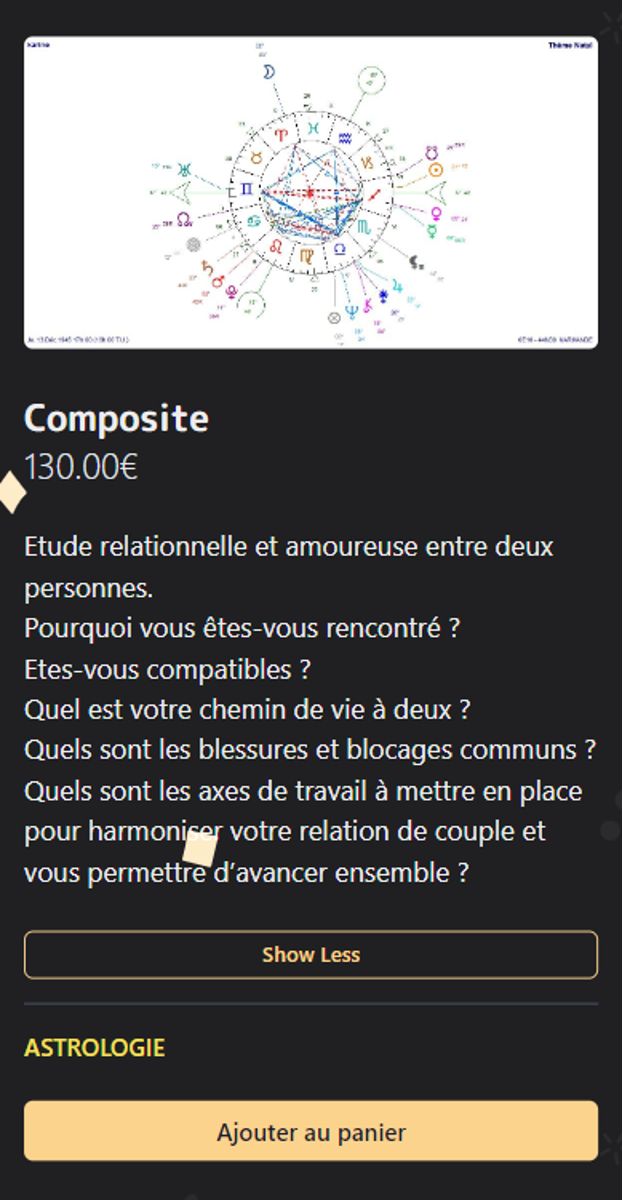 Thème Natal
Composite
130.00€
Etude relationnelle et amoureuse entre deux
personnes.
Pourquoi vous êtes-vous rencontré ?
Etes-vous compatibles ?
Quel est votre chemin de vie à deux ?
Quels sont les blessures et blocages communs ?
Quels sont les axes de travail à mettre en place
pour harmoniser votre relation de couple et
vous permettre d’avancer ensemble ?
Show Less
ASTROLOGIE
Ajouter au panier